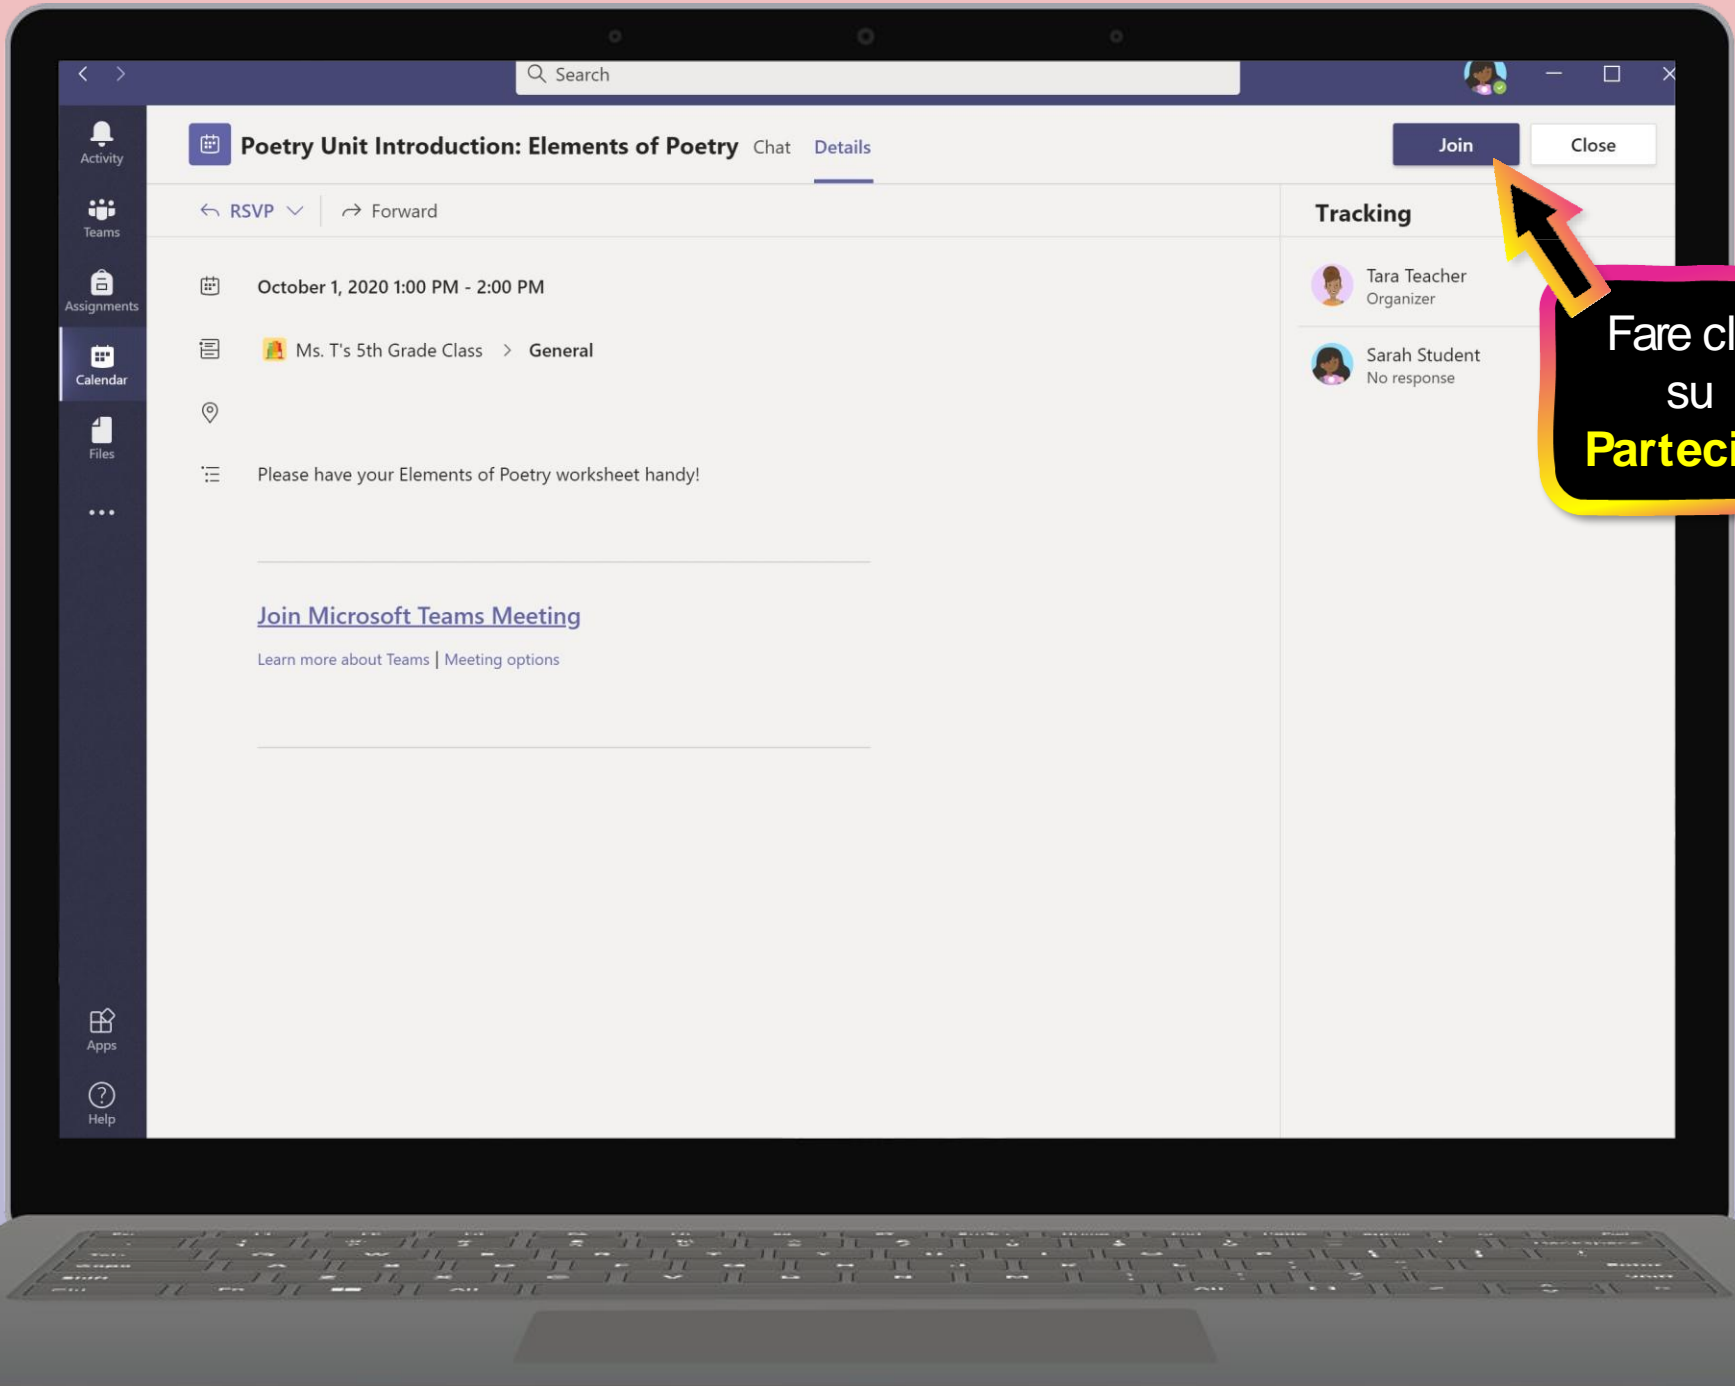 Search
Activity
Poetry Unit Introduction: Elements of Poetry Chat Details
Join
Close
Teams
RSVP
Forward
Tracking
Assignments
October 1, 2020 1:00 PM - 2:00 PM
Tara Teacher
Organizer
Ms. T's 5th Grade Class > General
Sarah Student
No response
Calendar
Files
Please have your Elements of Poetry worksheet handy!
Join Microsoft Teams Meeting
Learn more about Teams | Meeting options
Apps
Help
Fare cl
su
Parteci